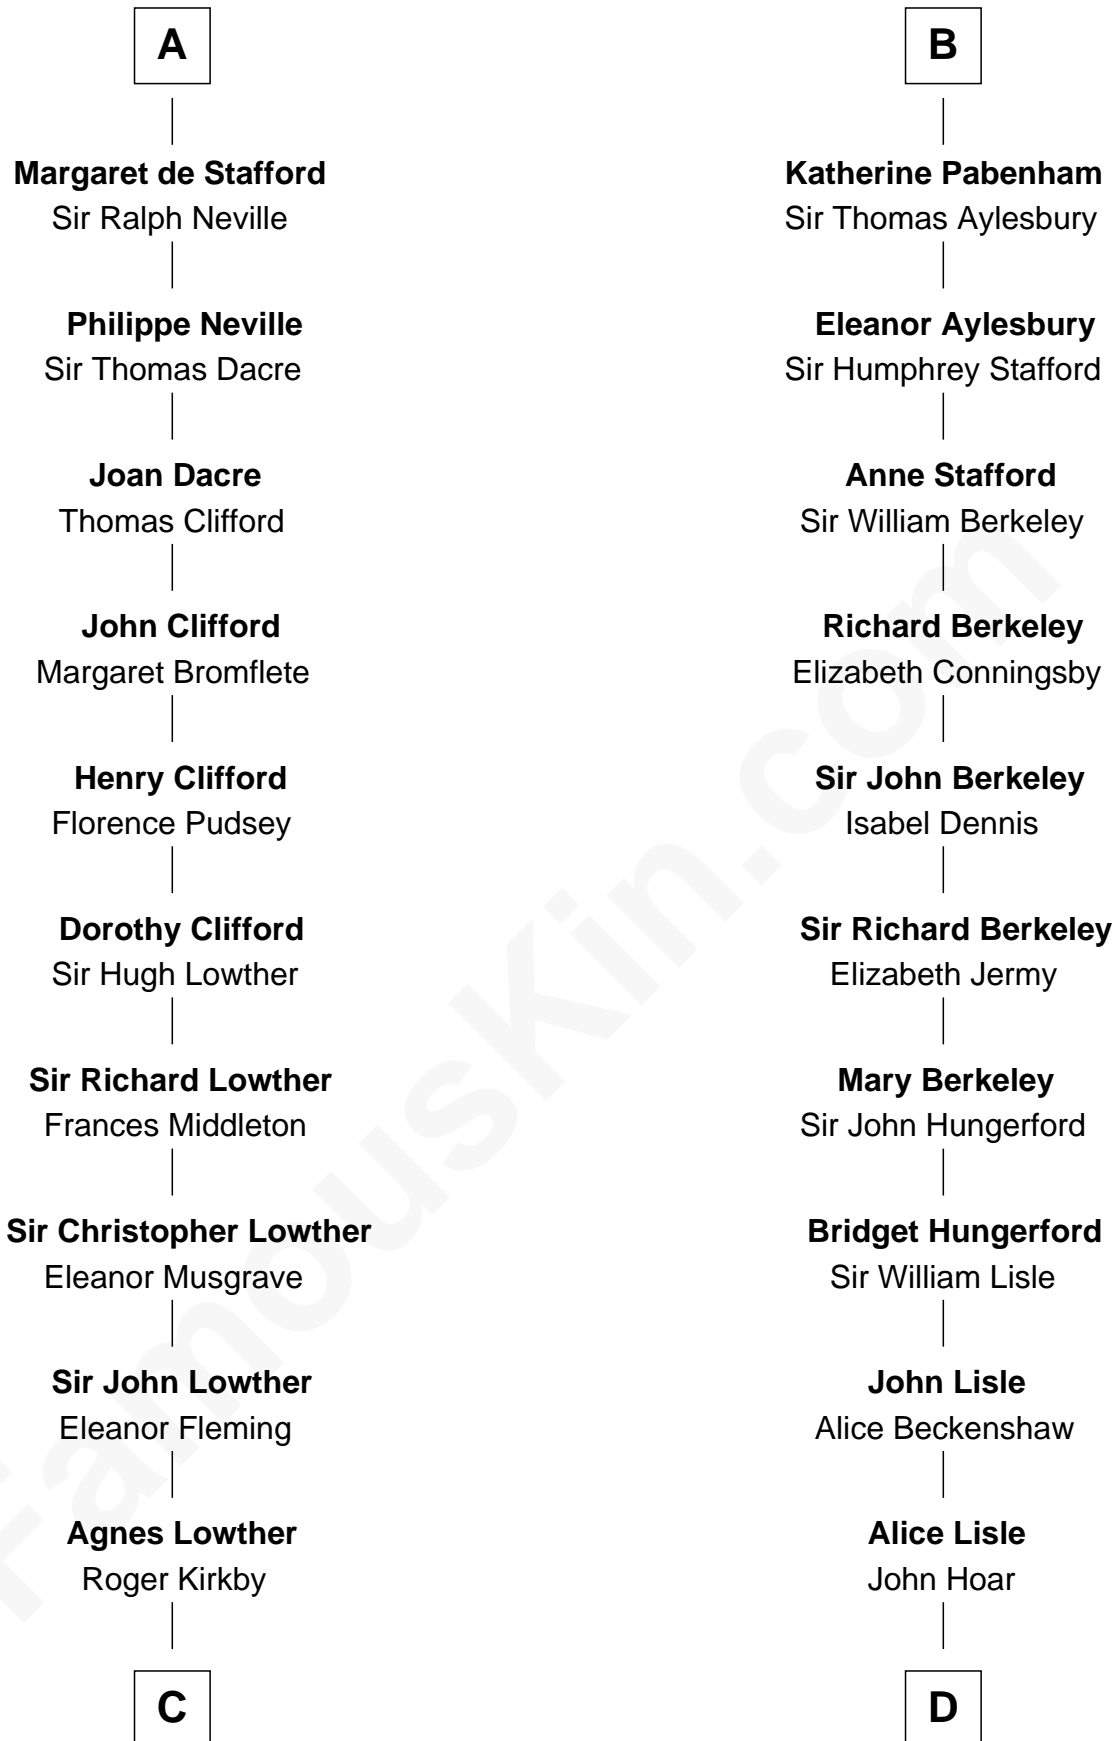 A
Margaret de Stafford
Sir Ralph Neville
Philippe Neville
Sir Thomas Dacre
Joan Dacre
Thomas Clifford
John Clifford
Margaret Bromflete
Henry Clifford
Florence Pudsey
Dorothy Clifford
Sir Hugh Lowther
Sir Richard Lowther
Frances Middleton
Sir Christopher Lowther
Eleanor Musgrave
Sir John Lowther
Eleanor Fleming
Agnes Lowther
Roger Kirkby
C
B
Katherine Pabenham
Sir Thomas Aylesbury
Eleanor Aylesbury
Sir Humphrey Stafford
Anne Stafford
Sir William Berkeley
Richard Berkeley
Elizabeth Conningsby
Sir John Berkeley
Isabel Dennis
Sir Richard Berkeley
Elizabeth Jermy
Mary Berkeley
Sir John Hungerford
Bridget Hungerford
Sir William Lisle
John Lisle
Alice Beckenshaw
Alice Lisle
John Hoar
D
FamousKin.com